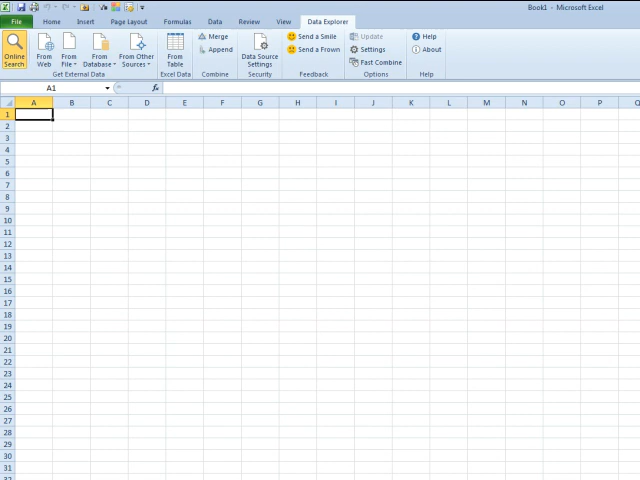 Book1 - Microsoft Excel
File Home Insert Page Layout Formulas Data Review View Data Explorer
Online Search
From Web
From File
From Database
From Other Sources
Get External Data
From Table
Excel Data
Merge
Append
Combine
Data Source Settings
Security
Send a Smile
Send a Frown
Feedback
Update
Settings
Fast Combine
Options
Help
About
Help
A1 fx
A B C D E F G H I J K L M N O P Q
1
2
3
4
5
6
7
8
9
10
11
12
13
14
15
16
17
18
19
20
21
22
23
24
25
26
27
28
29
30
31
32